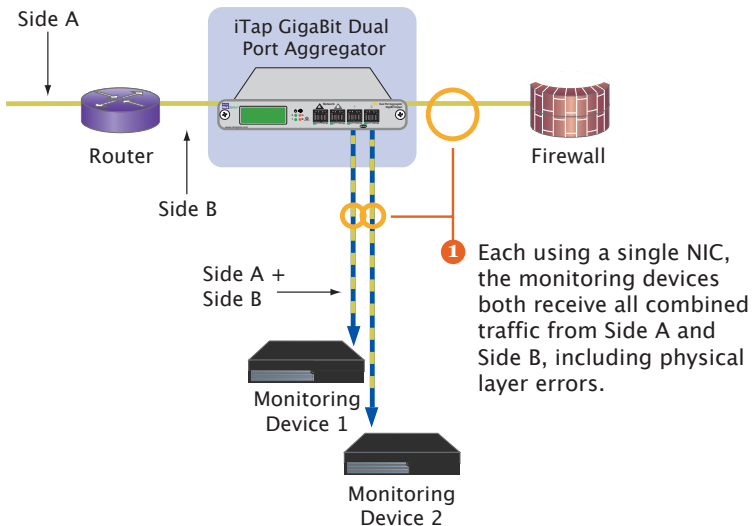 Side A
iTap GigaBit Dual
Port Aggregator
Network
Router
Firewall
Side B
1 Each using a single NIC,
the monitoring devices
both receive all combined
traffic from Side A and
Side B, including physical
layer errors.
Side A +
Side B
Monitoring
Device 1
Monitoring
Device 2